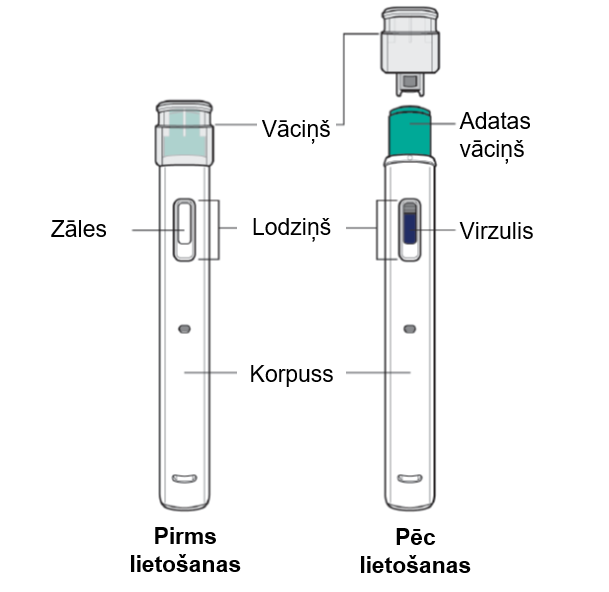 Vāciņš
Adatas
vāciņš
Zāles
Lodziņš
Virzulis
Korpuss
Pirms
lietošanas
Pēc
lietošanas